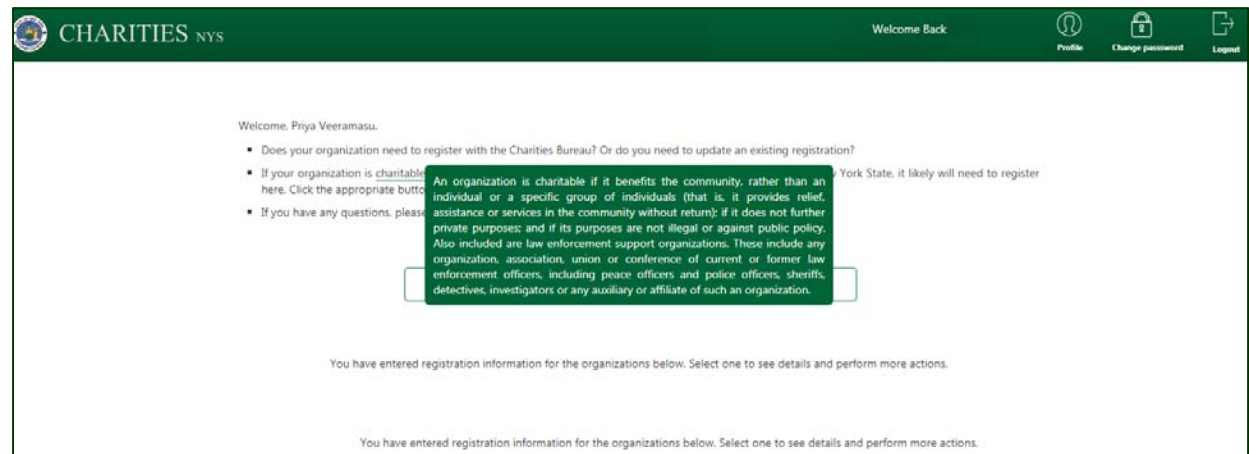 CHARITIES NYS
Welcome Back
Profile
Change password
Logout
Welcome, Priya Veeramasu.
Does your organization need to register with the Charities Bureau? Or do you need to update an existing registration?
If your organization is charitable
York State, it likely will need to register
here. Click the appropriate
If you have any questions, please
An organization is charitable if it benefits the community, rather than an
individual or a specific group of individuals (that is, it provides relief,
assistance or services in the community without return); if it does not further
private purposes; and if its purposes are not illegal or against public policy.
Also included are law enforcement support organizations. These include any
organization, association, union or conference of current or former law
enforcement officers, including peace officers and police officers, sheriffs,
detectives, investigators or any auxiliary or affiliate of such an organization.
You have entered registration information for the organizations below. Select one to see details and perform more actions.
You have entered registration information for the organizations below. Select one to see details and perform more actions.